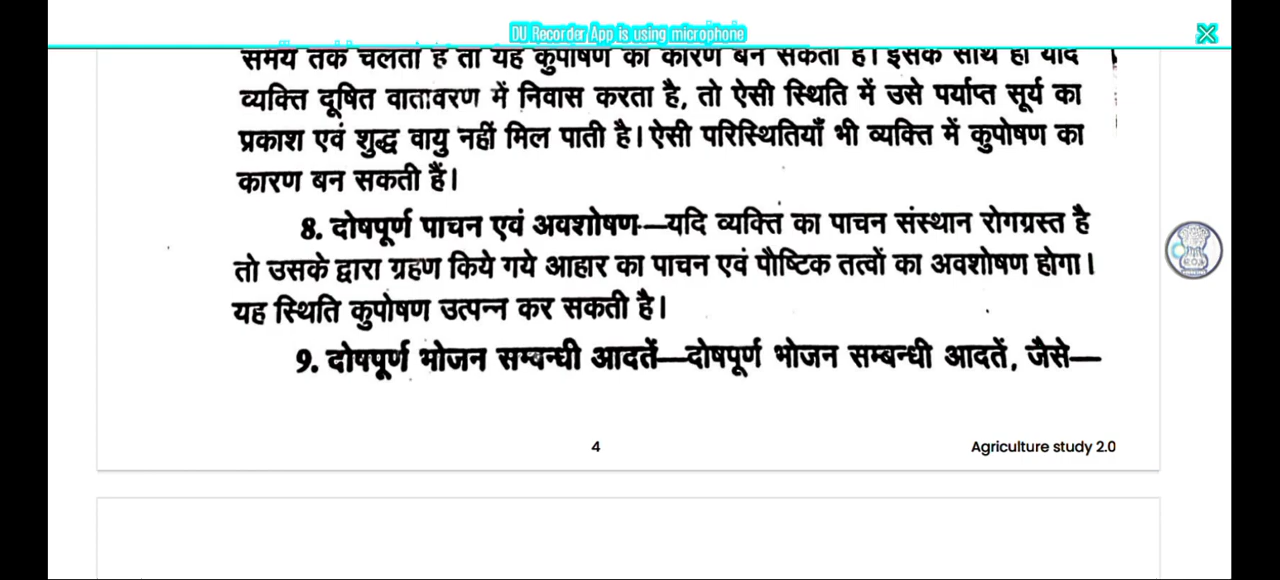 DU Recorder App is using microphone
समय तक चलता है तो यह कुपोषण का कारण बन सकता है। इसके साथ ही यदि
व्यक्ति दूषित वातावरण में निवास करता है, तो ऐसी स्थिति में उसे पर्याप्त सूर्य का
प्रकाश एवं शुद्ध वायु नहीं मिल पाती है। ऐसी परिस्थितियाँ भी व्यक्ति में कुपोषण का
कारण बन सकती हैं।
8. दोषपूर्ण पाचन एवं अवशोषण—यदि व्यक्ति का पाचन संस्थान रोगग्रस्त है
तो उसके द्वारा ग्रहण किये गये आहार का पाचन एवं पौष्टिक तत्वों का अवशोषण होगा।
यह स्थिति कुपोषण उत्पन्न कर सकती है।
9. दोषपूर्ण भोजन सम्बन्धी आदतें—दोषपूर्ण भोजन सम्बन्धी आदतें, जैसे—
4
Agriculture study 2.0